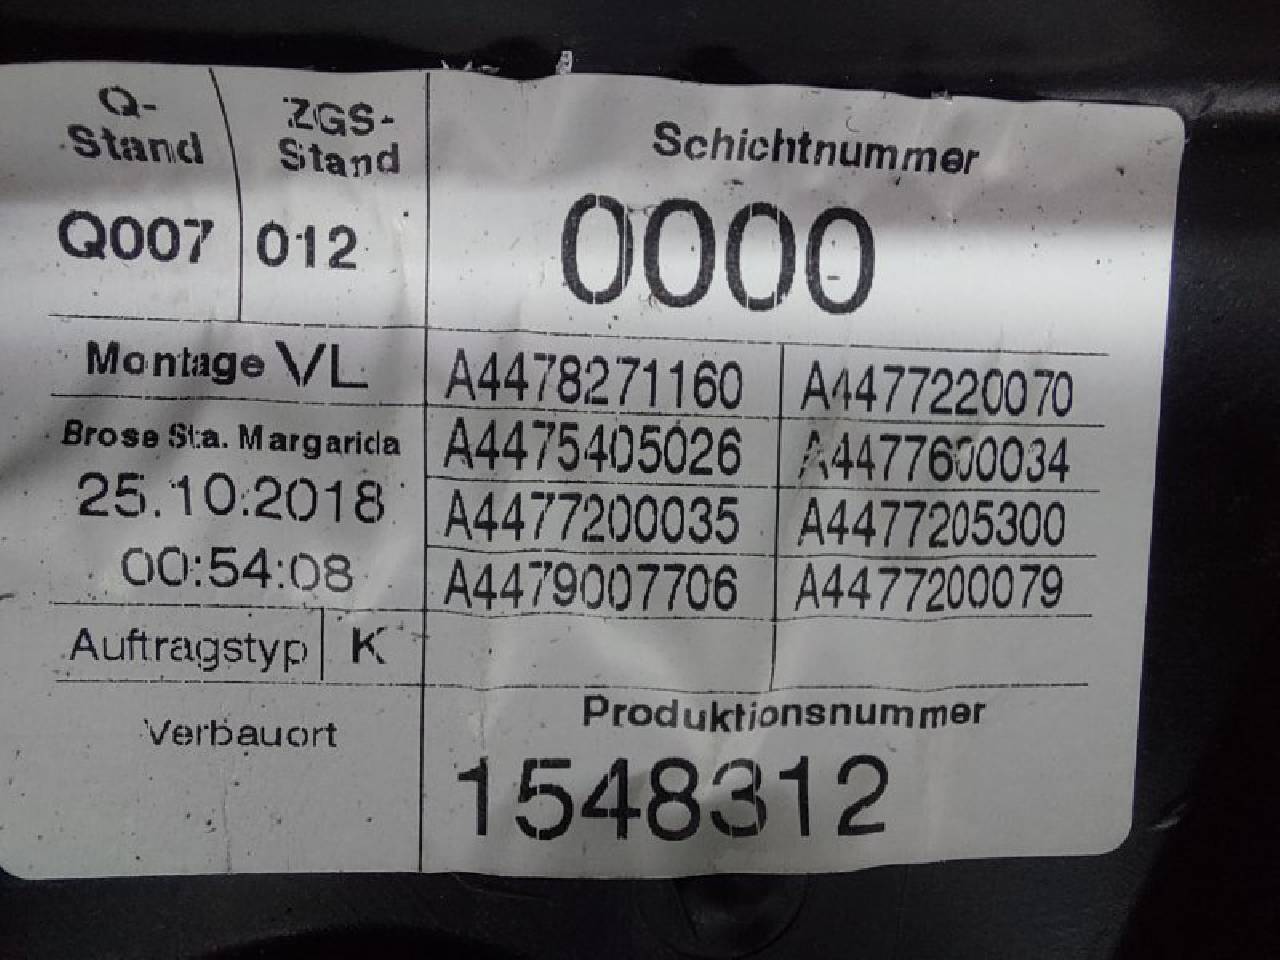 Q-
Stand
ZGS-
Stand
Schichtnummer
Q007
012
0000
Montage VL
A4478271160
A4477220070
Brose Sta. Margarida
A4475405026
A4477600034
25.10.2018
A4477200035
A4477205300
00:54:08
A4479007706
A4477200079
Auftragstyp
K
Verbauort
Produktionsnummer
1548312